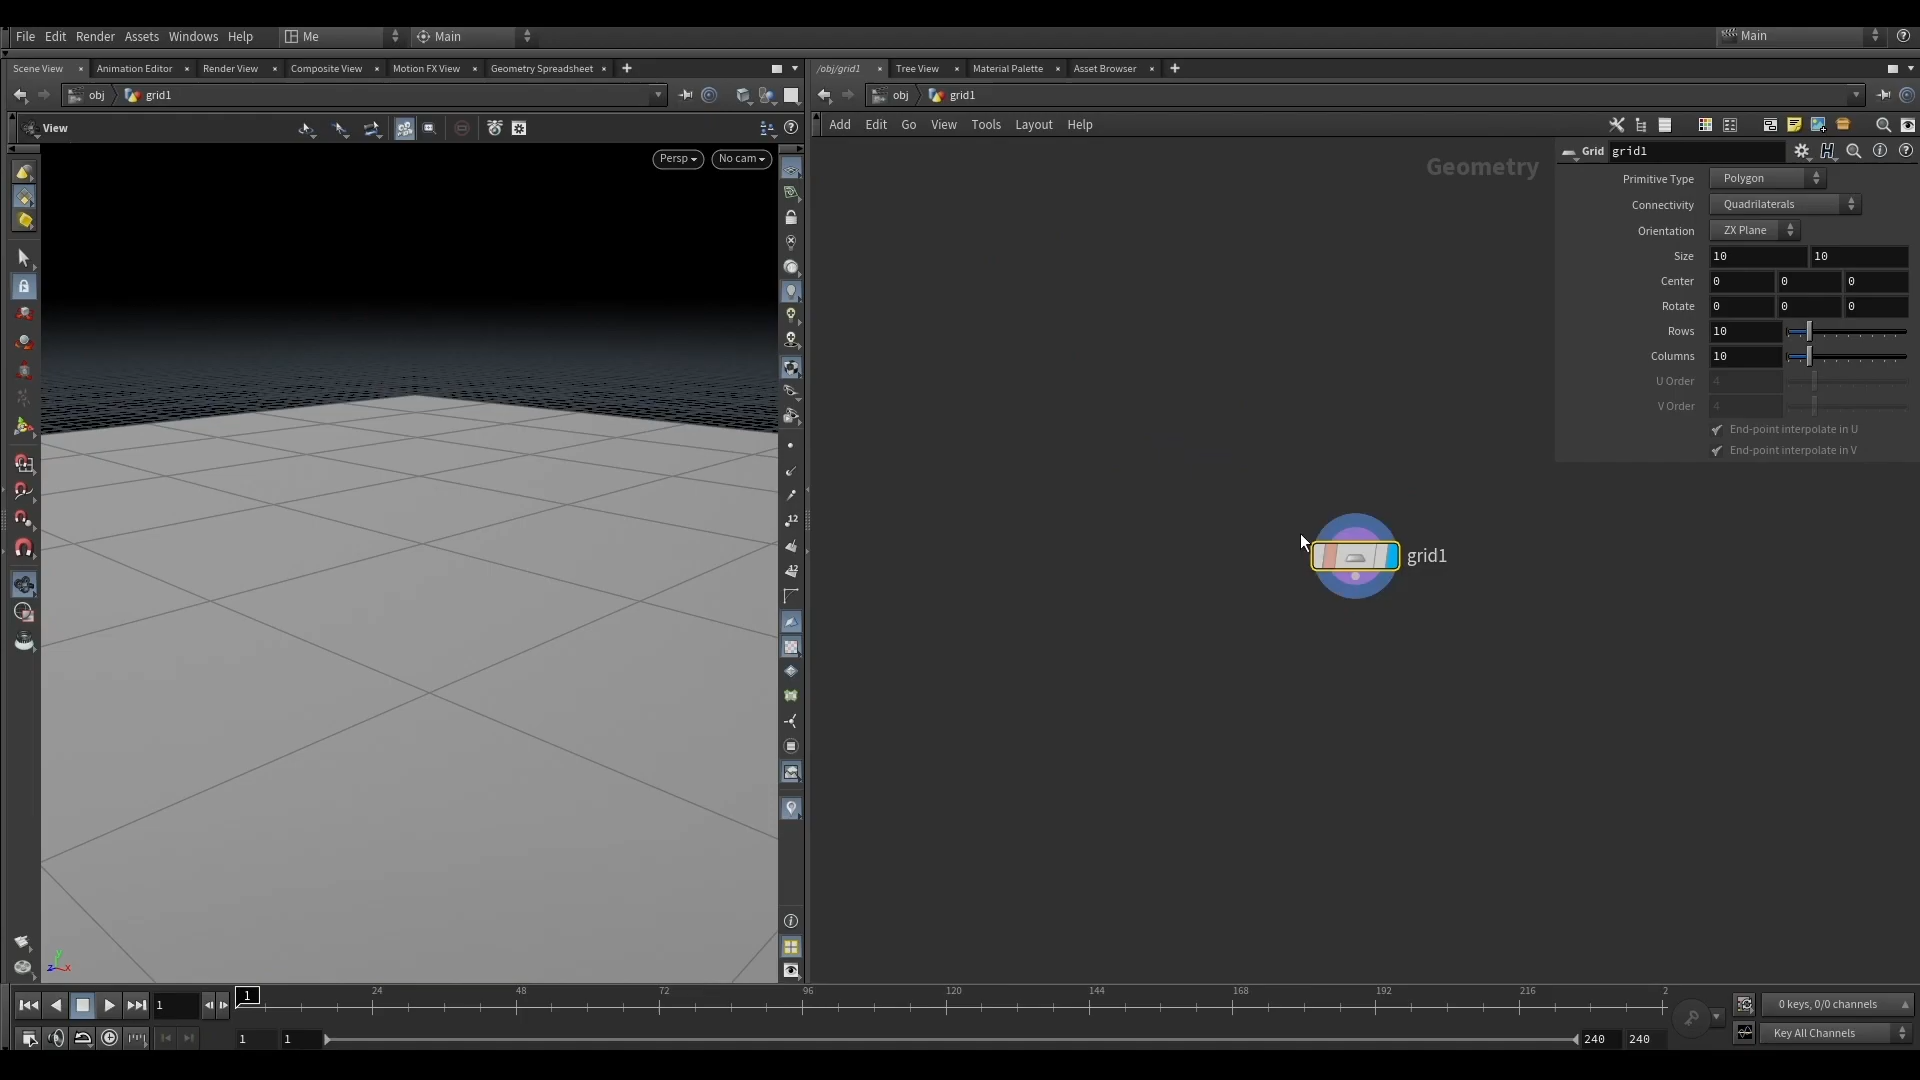 File Edit Render Assets Windows Help Me Main Main
Scene View Animation Editor Render View Composite View Motion FX View Geometry Spreadsheet
/obj/grid1 Tree View Material Palette Asset Browser
obj grid1
obj grid1
View
Add Edit Go View Tools Layout Help
Persp No cam
Geometry
Grid grid1
Primitive Type Polygon
Connectivity Quadrilaterals
Orientation ZX Plane
Size 10 10
Center 0 0 0
Rotate 0 0 0
Rows 10
Columns 10
U Order 4
V Order 4
End-point interpolate in U
End-point interpolate in V
grid1
12
12
z y x
1 1 24 48 72 96 120 144 168 192 216 2
0 keys, 0/0 channels
1 1 240 240
Key All Channels